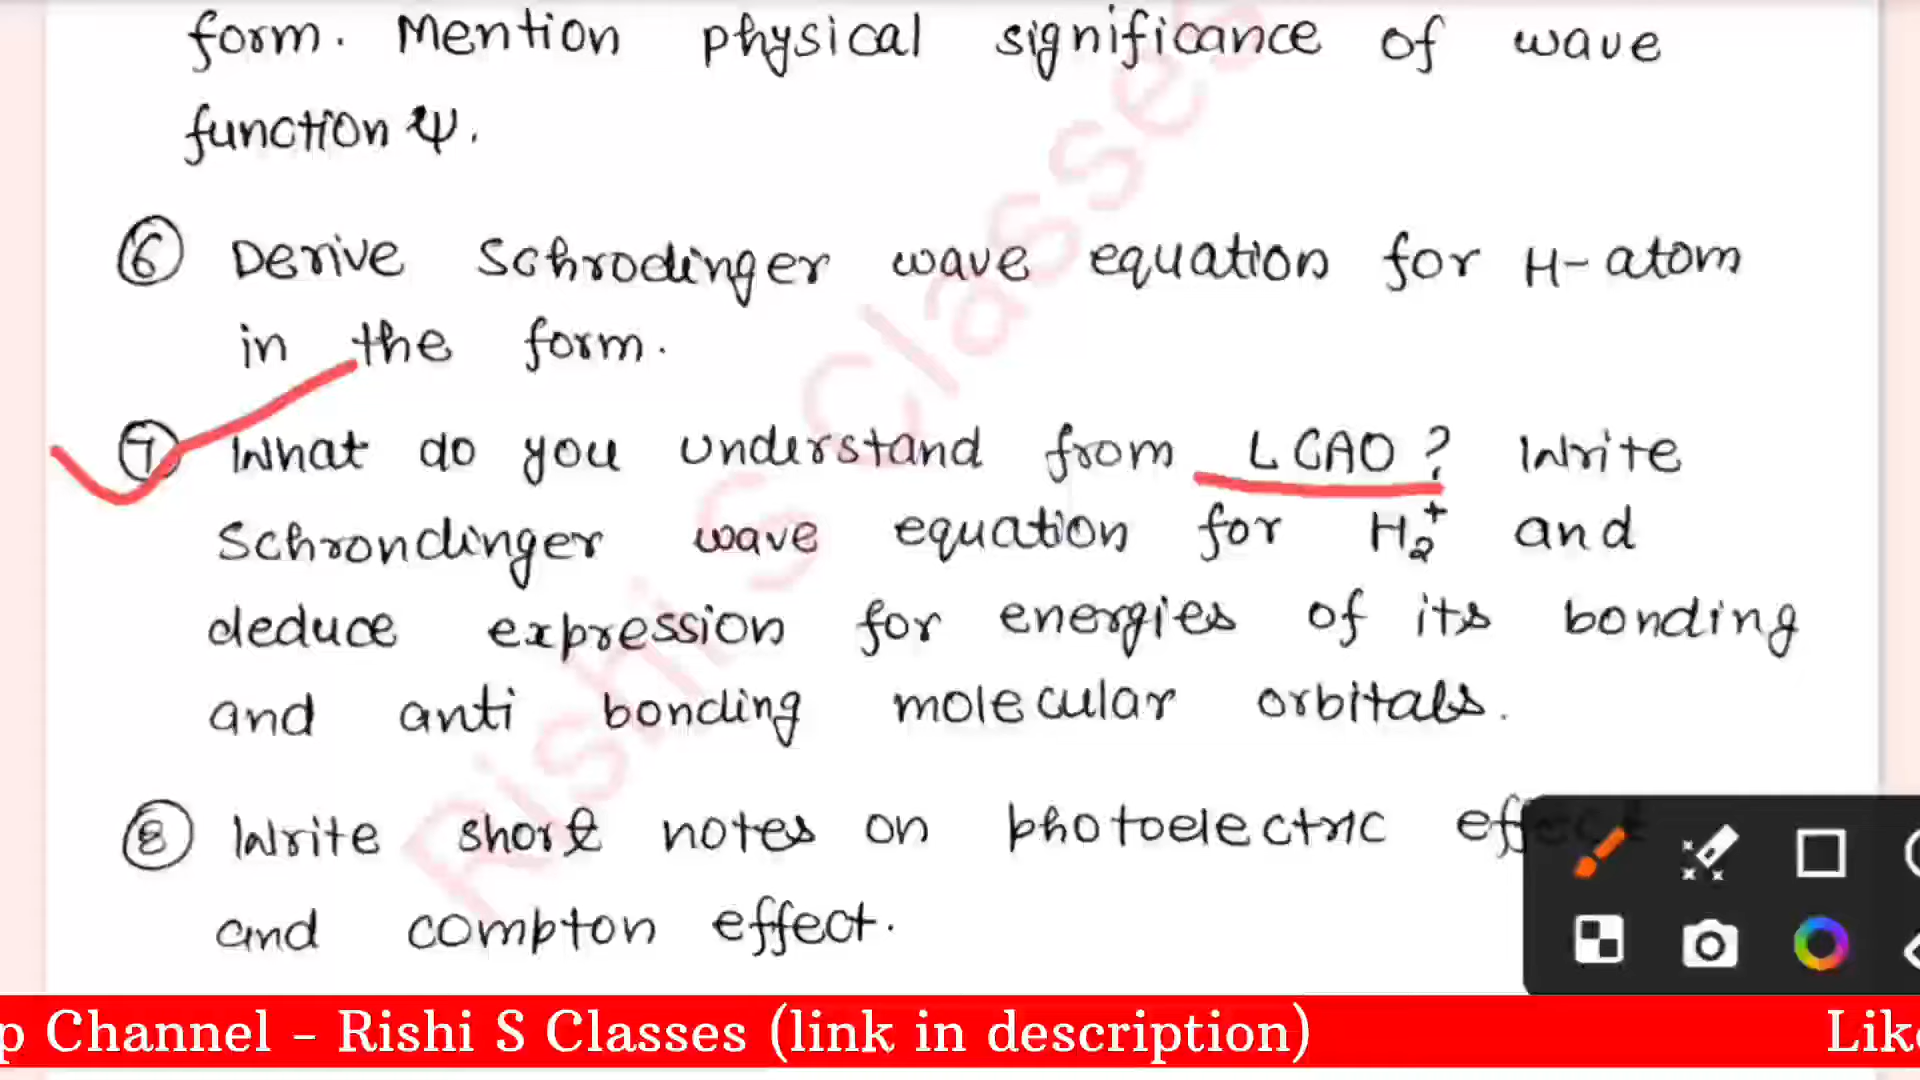 form. Mention physical significance of wave
function Ψ.
⑥ Derive Schrodinger wave equation for H-atom
in the form.
⑦ What do you understand from LCAO? Write
Schrondinger wave equation for H₂⁺ and
deduce expression for energies of its bonding
and anti bonding molecular orbitals.
⑧ Write short notes on photoelectric effect
and compton effect.
Rishi S Classes
p Channel - Rishi S Classes (link in description) Lik